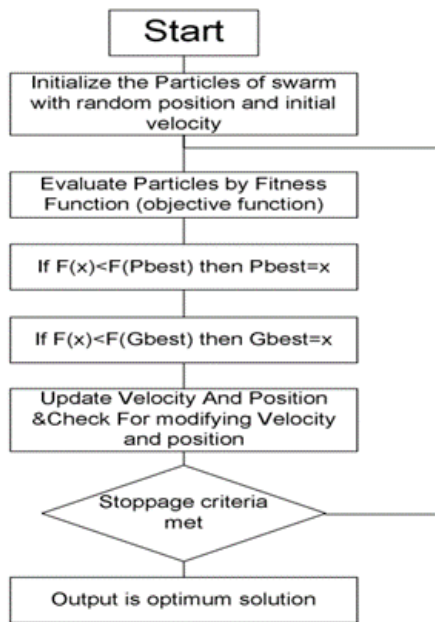 Start
Initialize the Particles of swarm
with random position and initial
velocity
Evaluate Particles by Fitness
Function (objective function)
If F(x)<F(Pbest) then Pbest=x
If F(x)<F(Gbest) then Gbest=x
Update Velocity And Position
&Check For modifying Velocity
and position
Stoppage criteria
met
Output is optimum solution